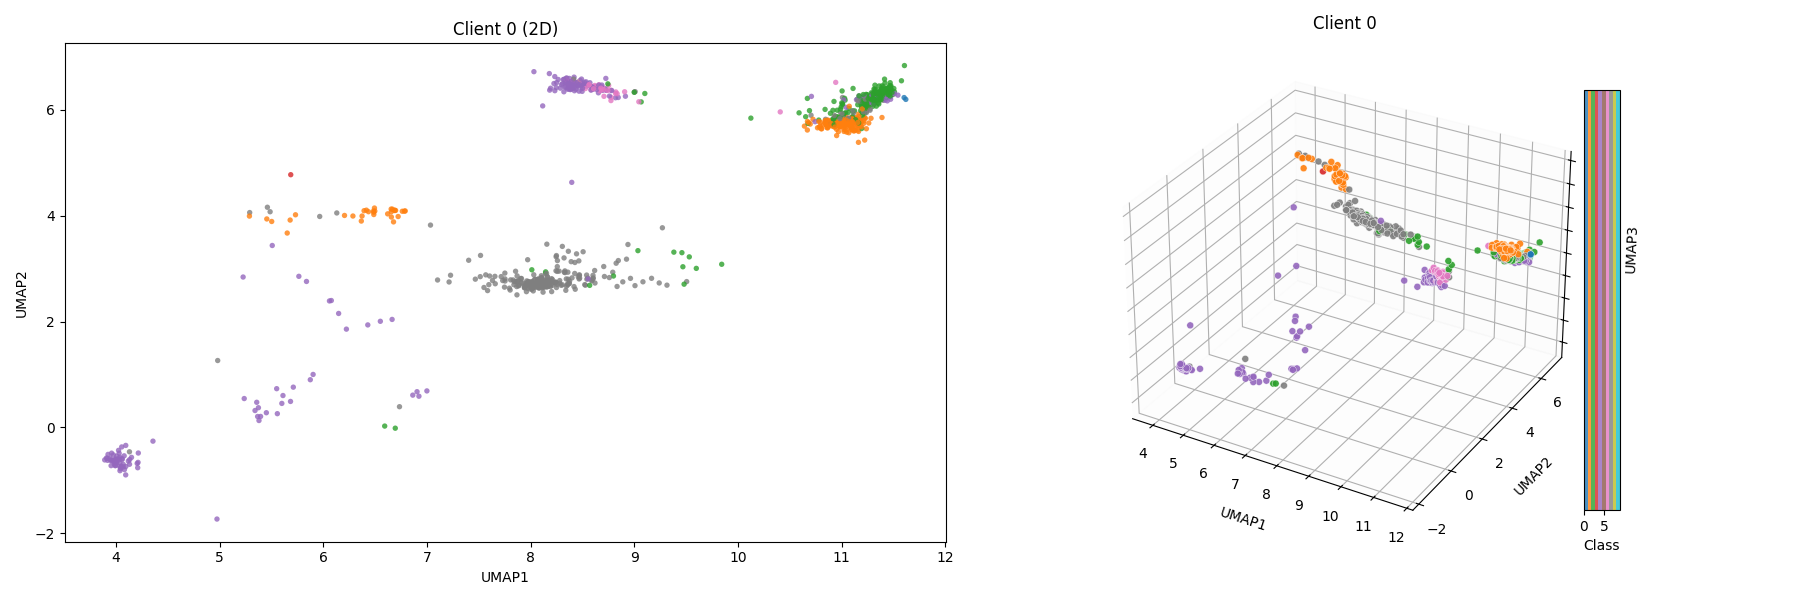 Client 0 (2D)
6
4
2
0
−2
UMAP2
4 5 6 7 8 9 10 11 12
UMAP1
Client 0
UMAP3
4 5 6 7 8 9 10 11 12
UMAP1
−2 0 2 4 6
UMAP2
0 5
Class